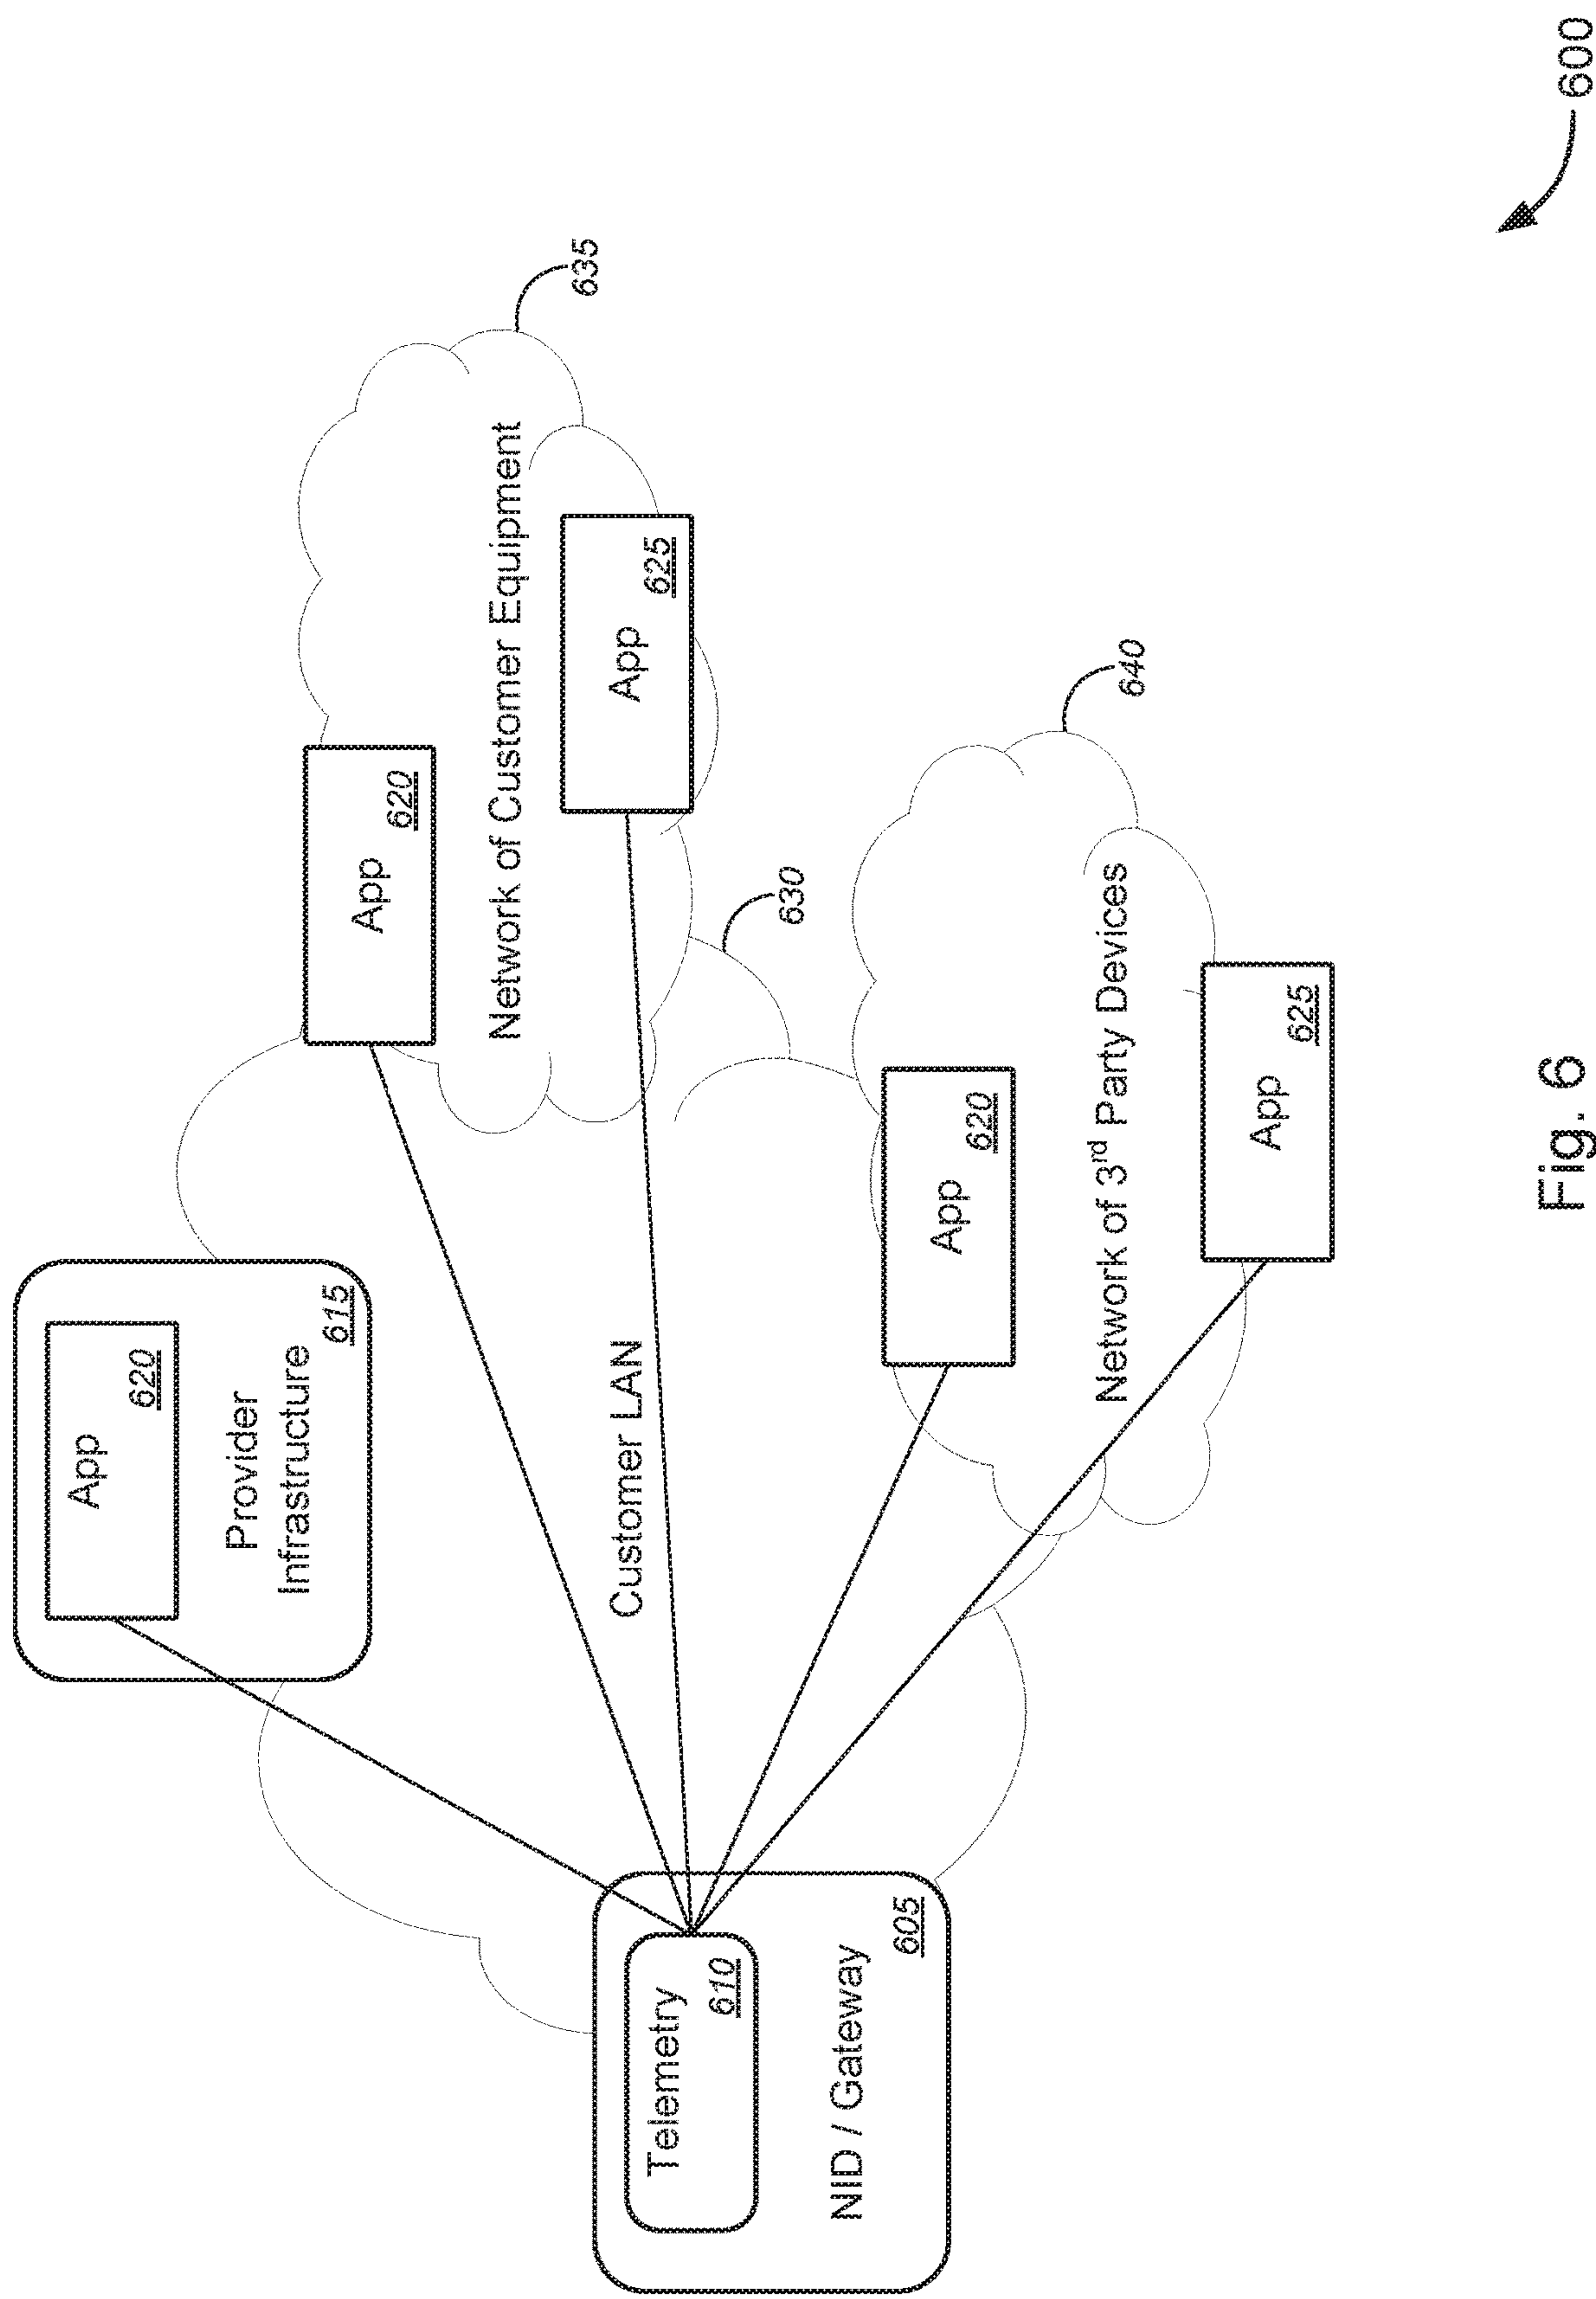 App
620
Provider
Infrastructure
615
App
620
Network of Customer Equipment
App
625
635
Customer LAN
630
Telemetry
610
NID / Gateway
605
App
620
Network of 3rd Party Devices
App
625
640
Fig. 6
600